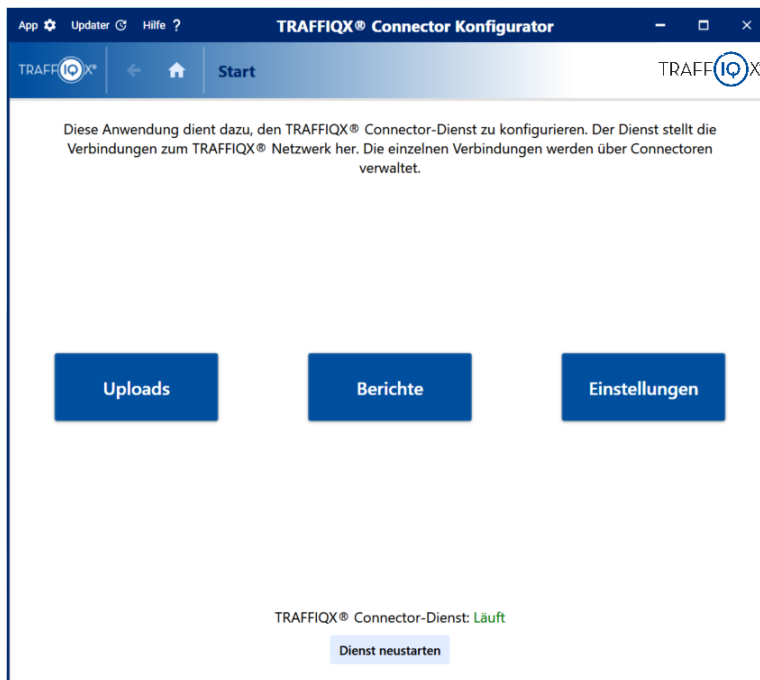 App Updater Hilfe ? TRAFFIQX® Connector Konfigurator
TRAFFIQX® Start TRAFFIQX
Diese Anwendung dient dazu, den TRAFFIQX® Connector-Dienst zu konfigurieren. Der Dienst stellt die
Verbindungen zum TRAFFIQX® Netzwerk her. Die einzelnen Verbindungen werden über Connectoren
verwaltet.
Uploads Berichte Einstellungen
TRAFFIQX® Connector-Dienst: Läuft
Dienst neustarten